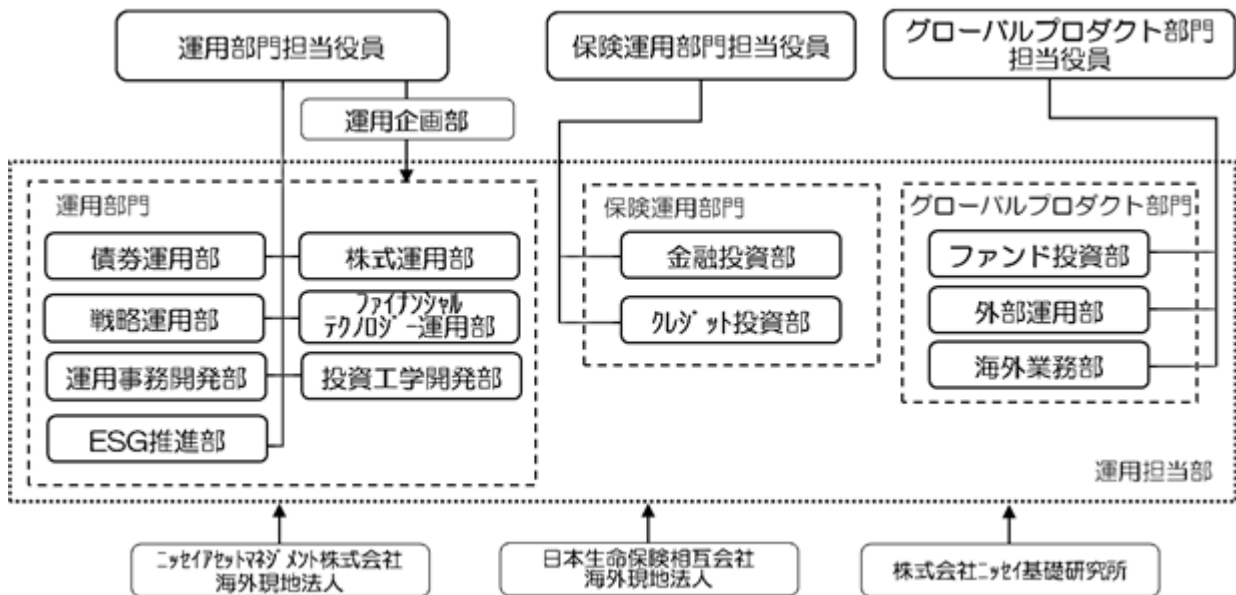 運用部門担当役員
保険運用部門担当役員
グローバルプロダクト部門
担当役員
運用企画部
運用部門
債券運用部
株式運用部
戦略運用部
ファイナンシャル
テクノロジー運用部
運用事務開発部
投資工学開発部
ESG推進部
保険運用部門
金融投資部
クレジット投資部
グローバルプロダクト部門
ファンド投資部
外部運用部
海外業務部
運用担当部
ニッセイアセットマネジメント株式会社
海外現地法人
日本生命保険相互会社
海外現地法人
株式会社ニッセイ基礎研究所